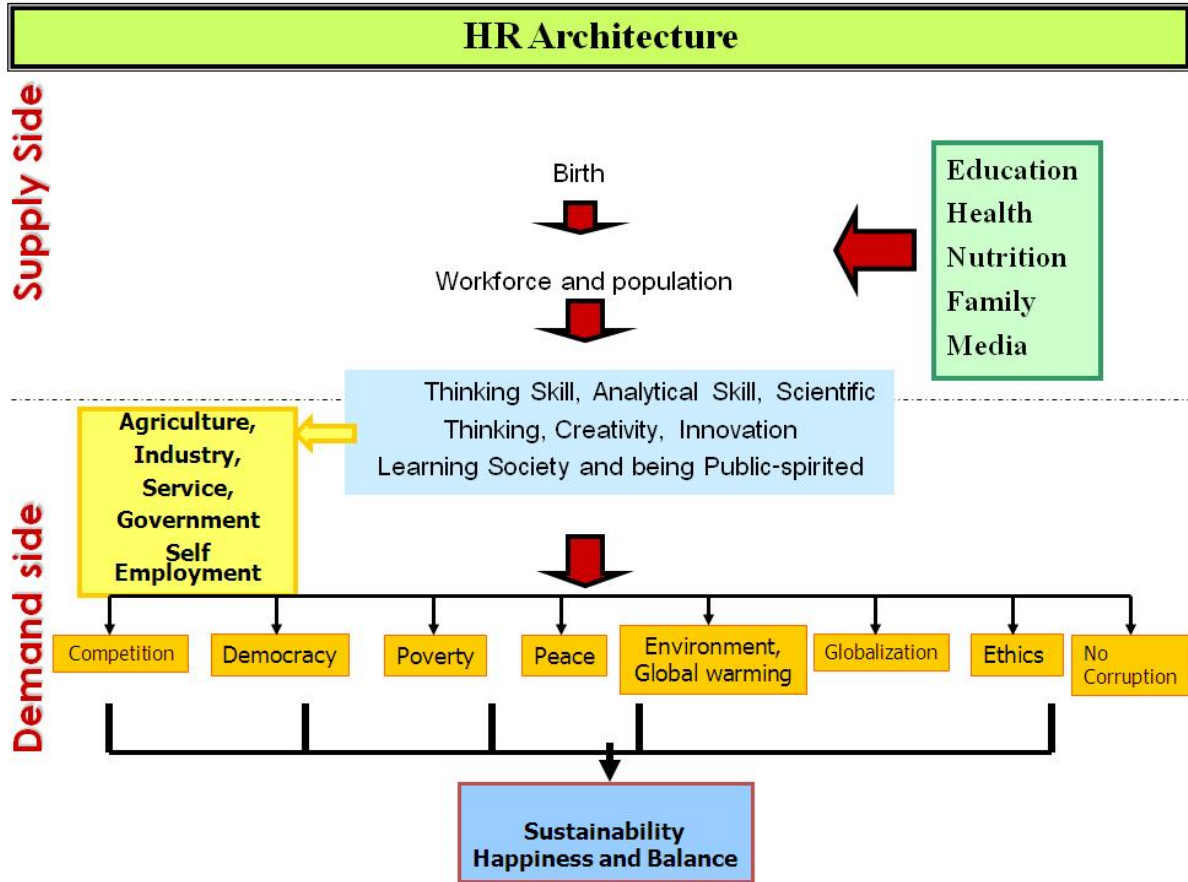 HR Architecture
Supply Side
Birth
Workforce and population
Education
Health
Nutrition
Family
Media
Thinking Skill, Analytical Skill, Scientific
Thinking, Creativity, Innovation
Learning Society and being Public-spirited
Agriculture,
Industry,
Service,
Government
Self
Employment
Demand side
Competition
Democracy
Poverty
Peace
Environment,
Global warming
Globalization
Ethics
No
Corruption
Sustainability
Happiness and Balance